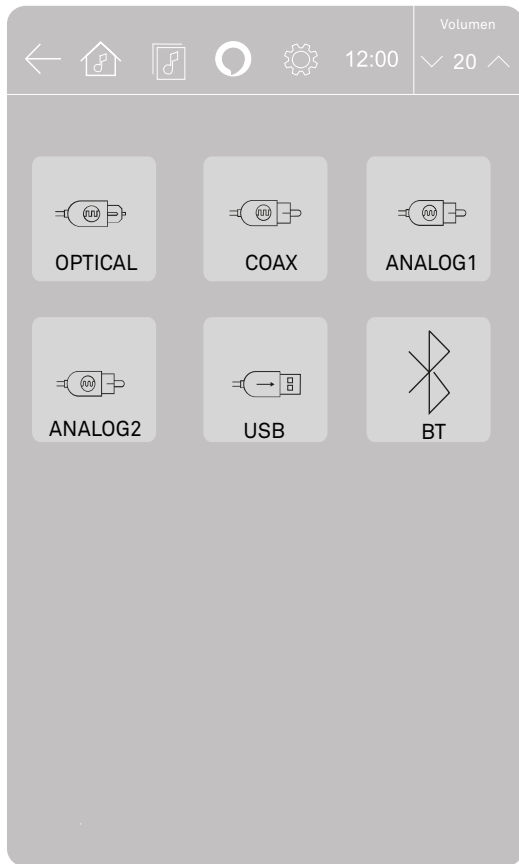 Volumen
12:00
20
OPTICAL
COAX
ANALOG1
ANALOG2
USB
BT